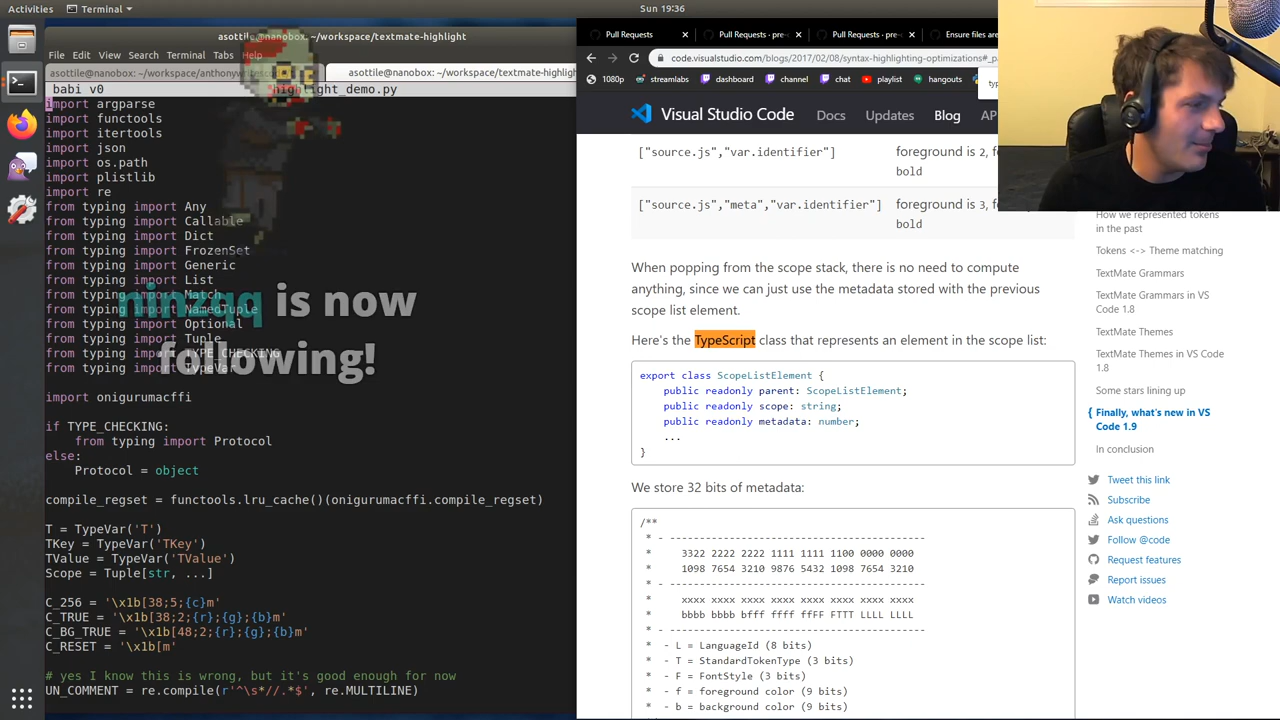 Activities
Terminal
Sun 19:36
asottile@nanobox: ~/workspace/textmate-highlight
File Edit View Search Terminal Tabs Help
asottile@nanobox: ~/workspace/anthonywrites
asottile@nanobox: ~/workspace/textmate-highl
babi v0
highlight_demo.py
import argparse
import functools
import itertools
import json
import os.path
import plistlib
import re
from typing import Any
from typing import Callable
from typing import Dict
from typing import FrozenSet
from typing import Generic
from typing import List
from typing import Match
from typing import NamedTuple
from typing import Optional
from typing import Tuple
from typing import TYPE_CHECKING
from typing import TypeVar
is now
following!
import onigurumacffi
if TYPE_CHECKING:
from typing import Protocol
else:
Protocol = object
compile_regset = functools.lru_cache()(onigurumacffi.compile_regset)
T = TypeVar('T')
TKey = TypeVar('TKey')
TValue = TypeVar('TValue')
Scope = Tuple[str, ...]
C_256 = '\x1b[38;5;{c}m'
C_TRUE = '\x1b[38;2;{r};{g};{b}m'
C_BG_TRUE = '\x1b[48;2;{r};{g};{b}m'
C_RESET = '\x1b[m'
# yes I know this is wrong, but it's good enough for now
UN_COMMENT = re.compile(r'^\s*//.*$', re.MULTILINE)
Pull Requests
Pull Requests · pre-c
Pull Requests · pre-c
Ensure files are
code.visualstudio.com/blogs/2017/02/08/syntax-highlighting-optimizations#_p
1080p
streamlabs
dashboard
channel
chat
playlist
hangouts
typ
Visual Studio Code
Docs
Updates
Blog
AP
["source.js","var.identifier"]
foreground is 2, f
bold
["source.js","meta","var.identifier"]
foreground is 3, f
bold
When popping from the scope stack, there is no need to compute
anything, since we can just use the metadata stored with the previous
scope list element.
Here's the TypeScript class that represents an element in the scope list:
export class ScopeListElement {
public readonly parent: ScopeListElement;
public readonly scope: string;
public readonly metadata: number;
...
}
We store 32 bits of metadata:
/**
* - --------------------------------------------
* 3322 2222 2222 1111 1111 1100 0000 0000
* 1098 7654 3210 9876 5432 1098 7654 3210
* - --------------------------------------------
* xxxx xxxx xxxx xxxx xxxx xxxx xxxx xxxx
* bbbb bbbb bfff ffff ffFF FTTT LLLL LLLL
* - --------------------------------------------
* - L = LanguageId (8 bits)
* - T = StandardTokenType (3 bits)
* - F = FontStyle (3 bits)
* - f = foreground color (9 bits)
* - b = background color (9 bits)
How we represented tokens
in the past
Tokens <-> Theme matching
TextMate Grammars
TextMate Grammars in VS
Code 1.8
TextMate Themes
TextMate Themes in VS Code
1.8
Some stars lining up
Finally, what's new in VS
Code 1.9
In conclusion
Tweet this link
Subscribe
Ask questions
Follow @code
Request features
Report issues
Watch videos